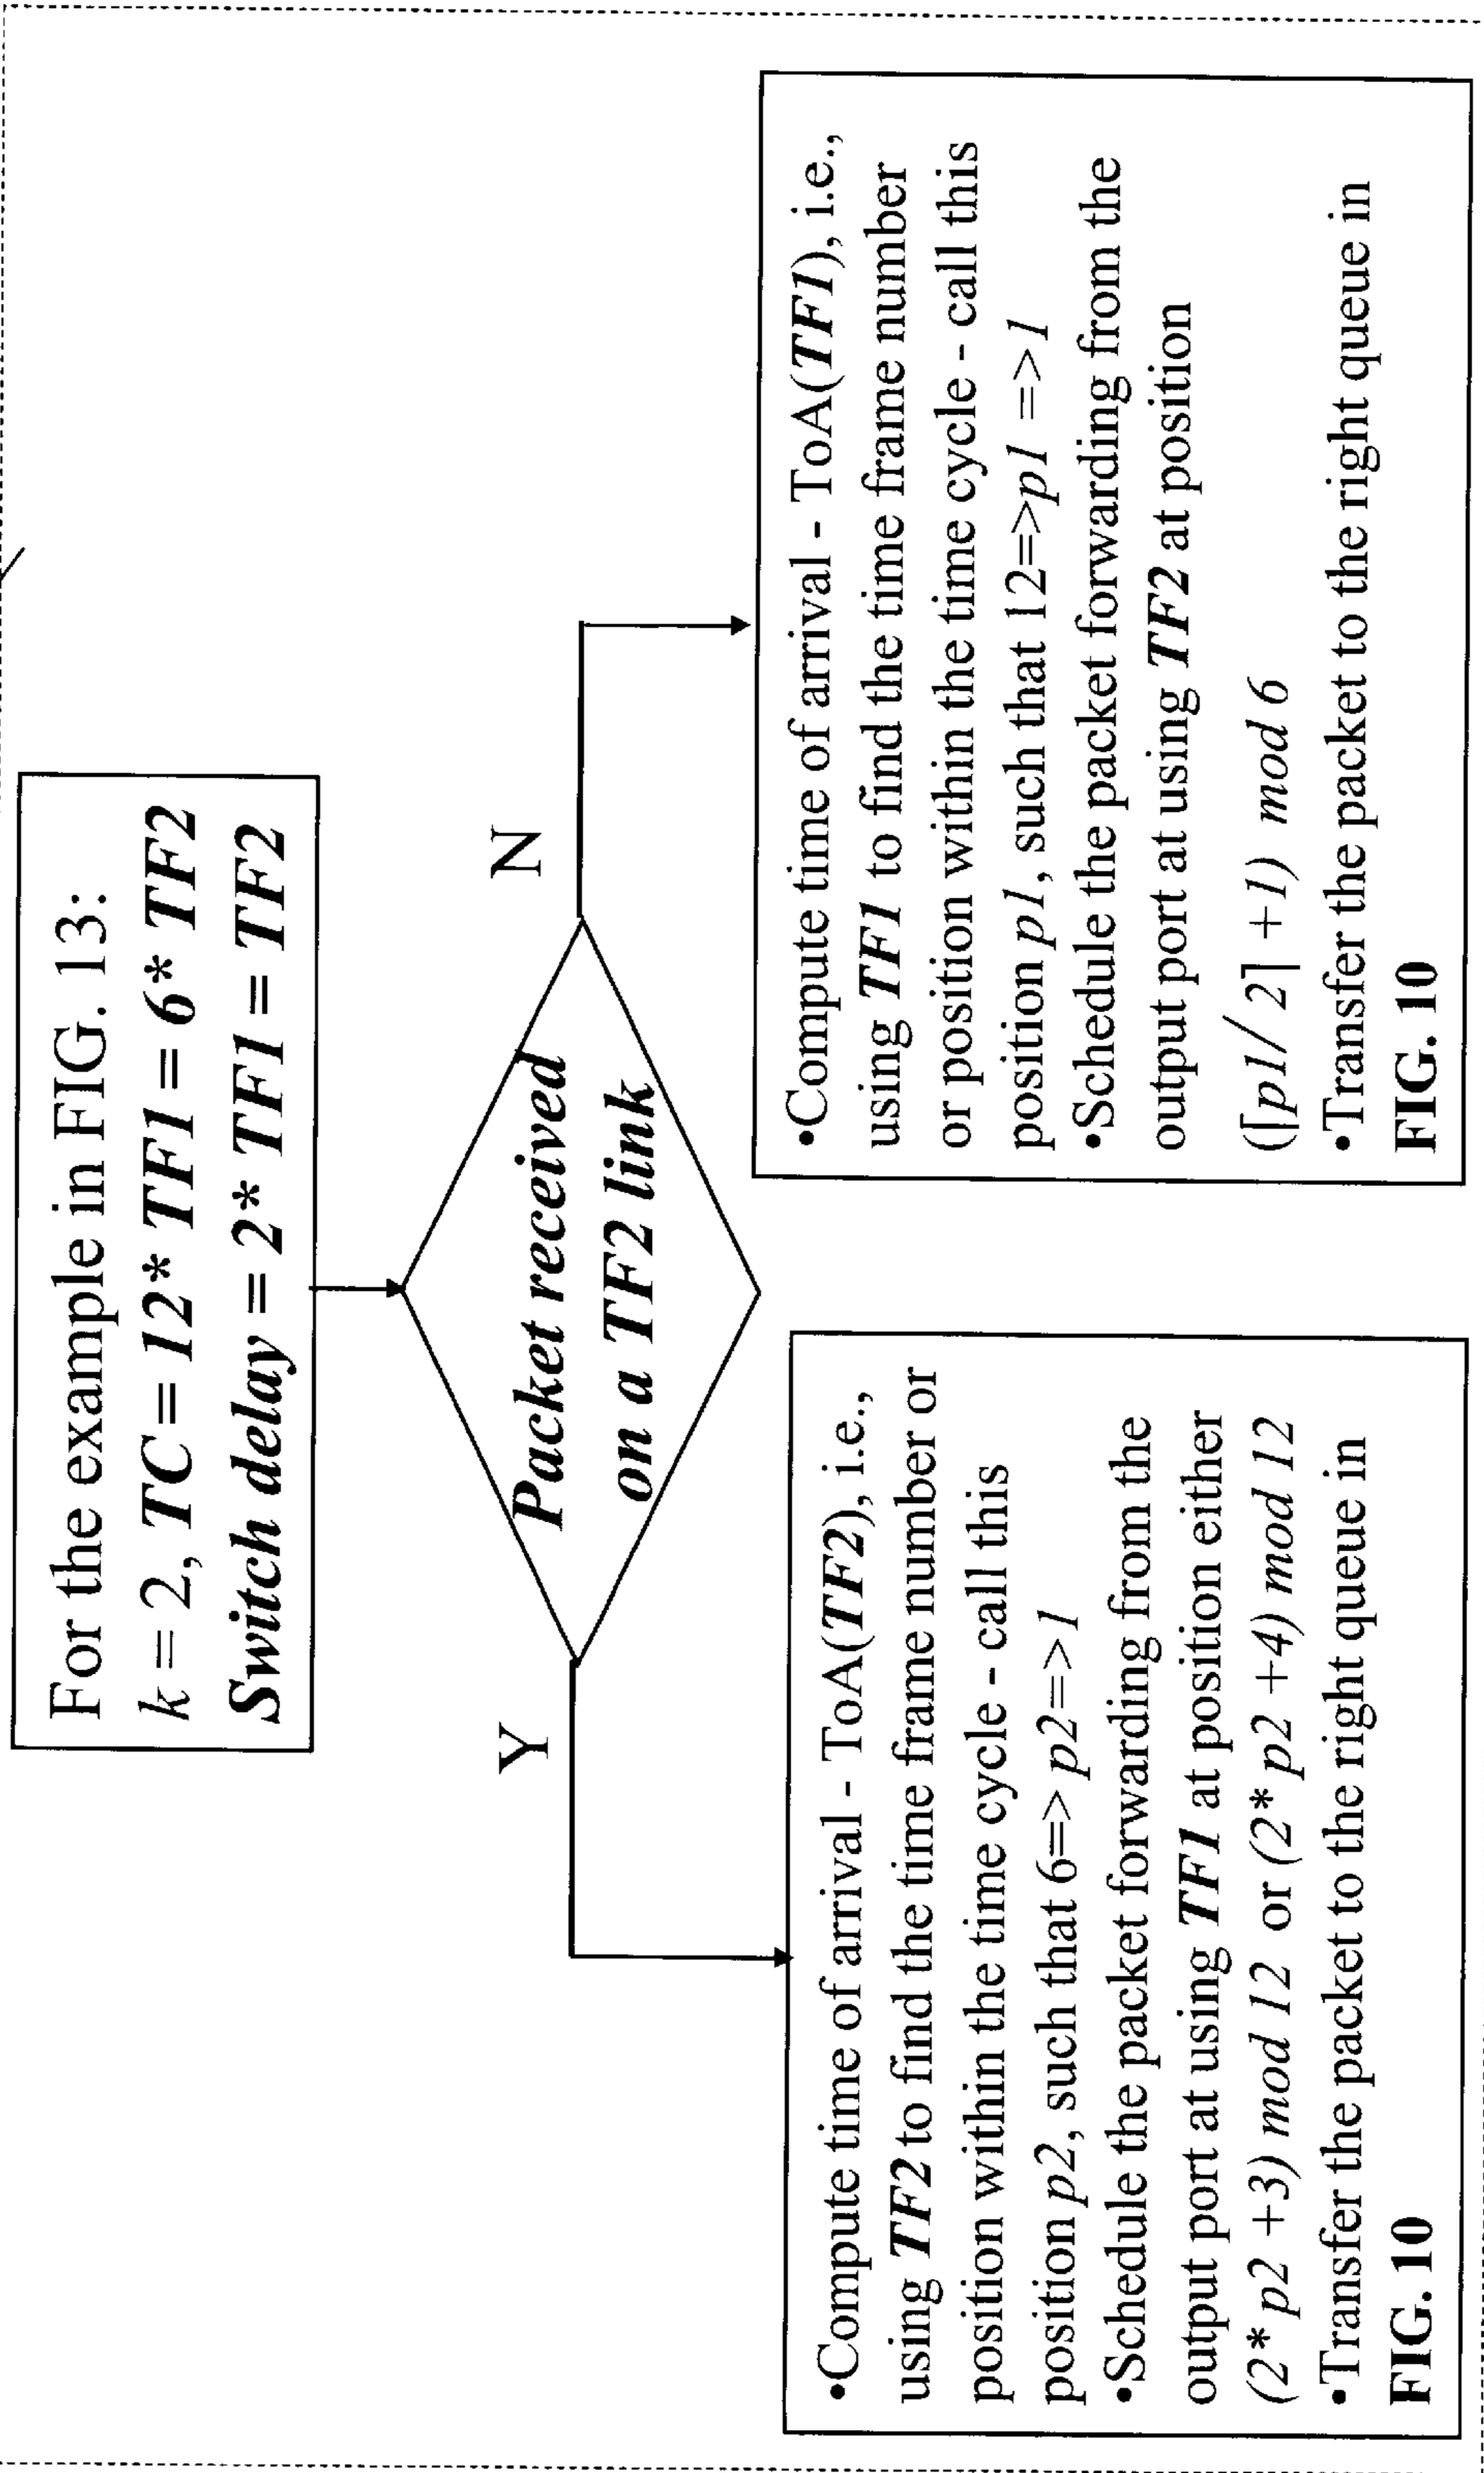 For the example in FIG. 13:
k = 2, TC = 12* TF1 = 6* TF2
Switch delay = 2* TF1 = TF2
Packet received
on a TF2 link
Y
N
•Compute time of arrival - ToA(TF2), i.e.,
using TF2 to find the time frame number or
position within the time cycle - call this
position p2, such that 6=> p2=>1
•Schedule the packet forwarding from the
output port at using TF1 at position either
(2* p2 +3) mod 12 or (2* p2 +4) mod 12
•Transfer the packet to the right queue in
FIG. 10
•Compute time of arrival - ToA(TF1), i.e.,
using TF1 to find the time frame number
or position within the time cycle - call this
position p1, such that 12=>p1 =>1
•Schedule the packet forwarding from the
output port at using TF2 at position
(⌈p1/ 2⌉ +1) mod 6
•Transfer the packet to the right queue in
FIG. 10